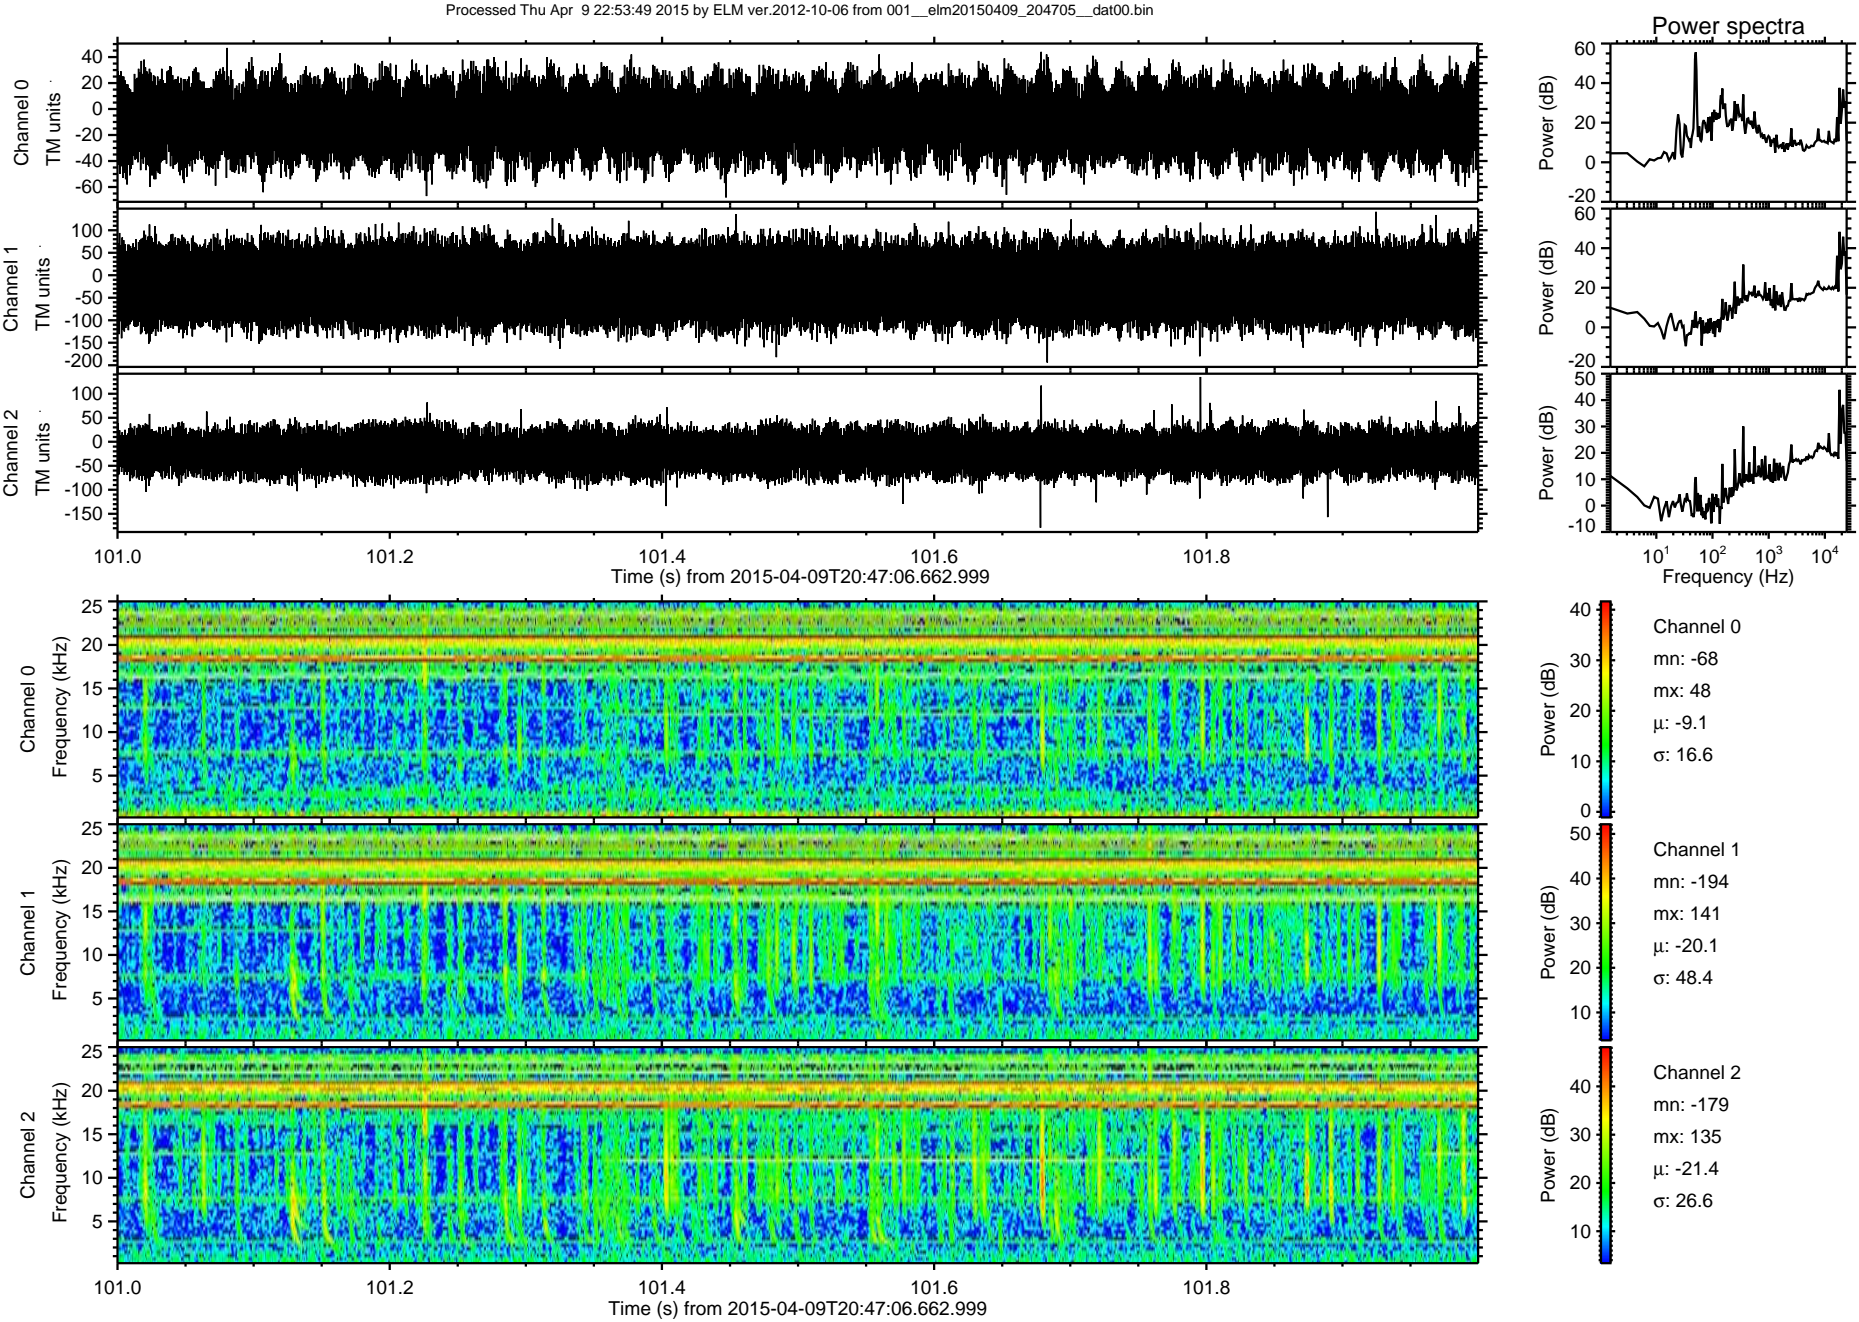 Processed Thu Apr  9 22:53:49 2015 by ELM ver.2012-10-06 from 001__elm20150409_204705__dat00.bin
Power spectra
Channel 0
TM units
40
20
0
-20
-40
-60
Power (dB)
60
40
20
0
-20
Channel 1
TM units
100
50
0
-50
-100
-150
-200
Power (dB)
60
40
20
0
-20
Channel 2
TM units
100
50
0
-50
-100
-150
Power (dB)
50
40
30
20
10
0
-10
101.0 101.2 101.4 101.6 101.8
Time (s) from 2015-04-09T20:47:06.662.999
10¹ 10² 10³ 10⁴
Frequency (Hz)
Channel 0
Frequency (kHz)
25
20
15
10
5
Power (dB)
40
30
20
10
0
Channel 0
mn: -68
mx: 48
μ: -9.1
σ: 16.6
Channel 1
Frequency (kHz)
25
20
15
10
5
Power (dB)
50
40
30
20
10
Channel 1
mn: -194
mx: 141
μ: -20.1
σ: 48.4
Channel 2
Frequency (kHz)
25
20
15
10
5
Power (dB)
40
30
20
10
Channel 2
mn: -179
mx: 135
μ: -21.4
σ: 26.6
101.0 101.2 101.4 101.6 101.8
Time (s) from 2015-04-09T20:47:06.662.999